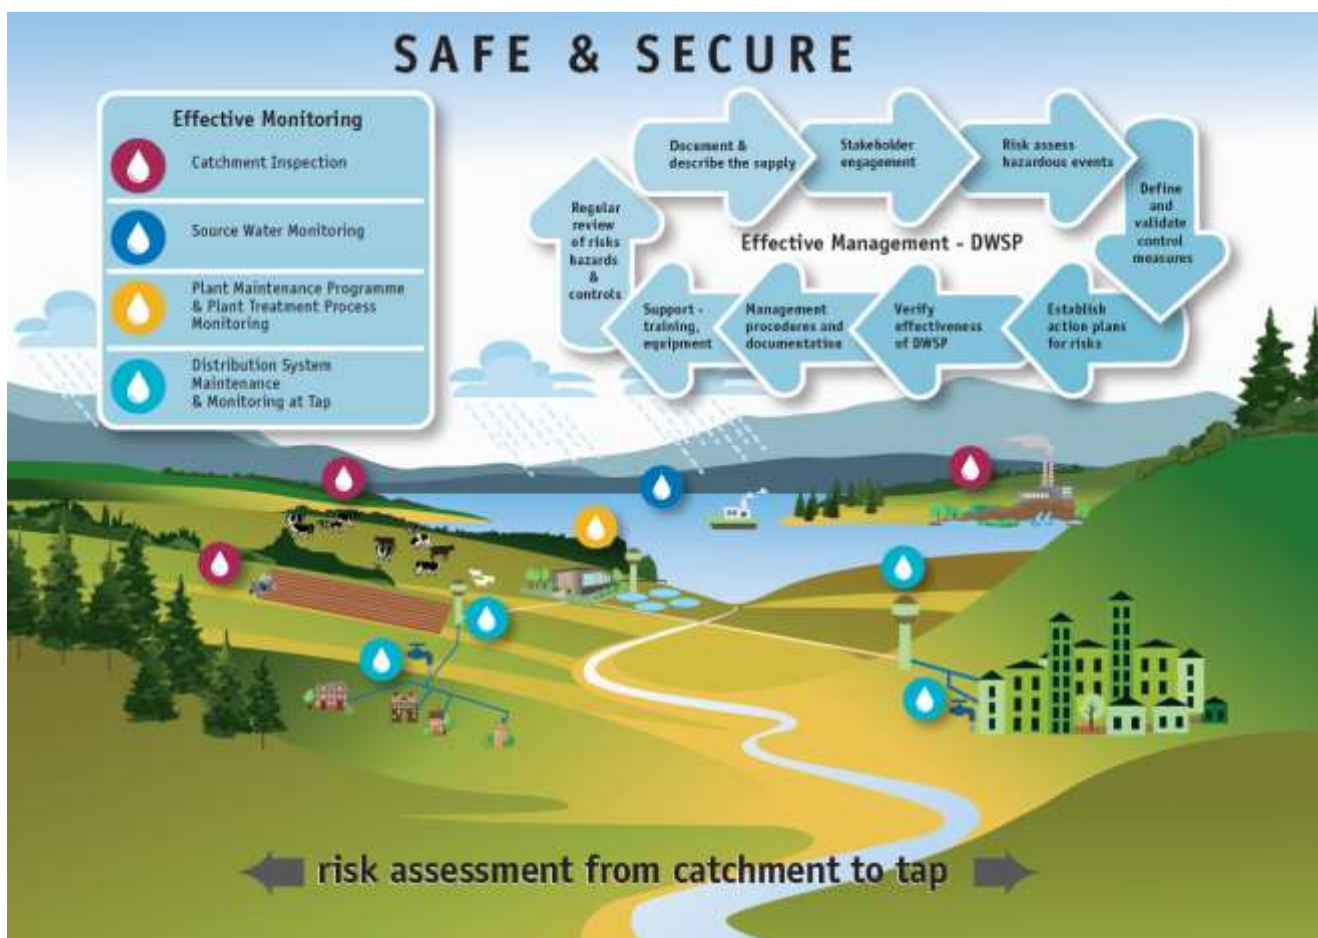 SAFE & SECURE
Effective Monitoring
Catchment Inspection
Source Water Monitoring
Plant Maintenance Programme
& Plant Treatment Process
Monitoring
Distribution System
Maintenance
& Monitoring at Tap
Document &
describe the supply
Stakeholder
engagement
Risk assess
hazardous events
Define
and
validate
control
measures
Effective Management - DWSP
Establish
action plans
for risks
Verify
effectiveness
of DWSP
Management
procedures and
documentation
Support -
training,
equipment
Regular
review
of risks
hazards
&
controls
risk assessment from catchment to tap